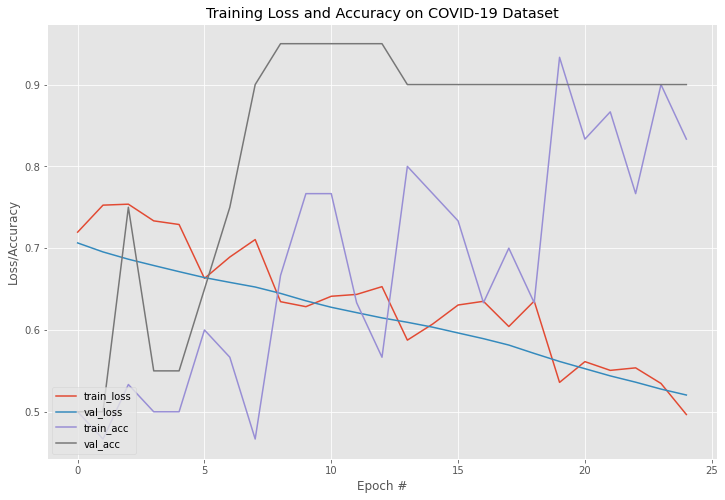 Training Loss and Accuracy on COVID-19 Dataset
Loss/Accuracy
0.9
0.8
0.7
0.6
0.5
train_loss
val_loss
train_acc
val_acc
0
5
10
15
20
25
Epoch #